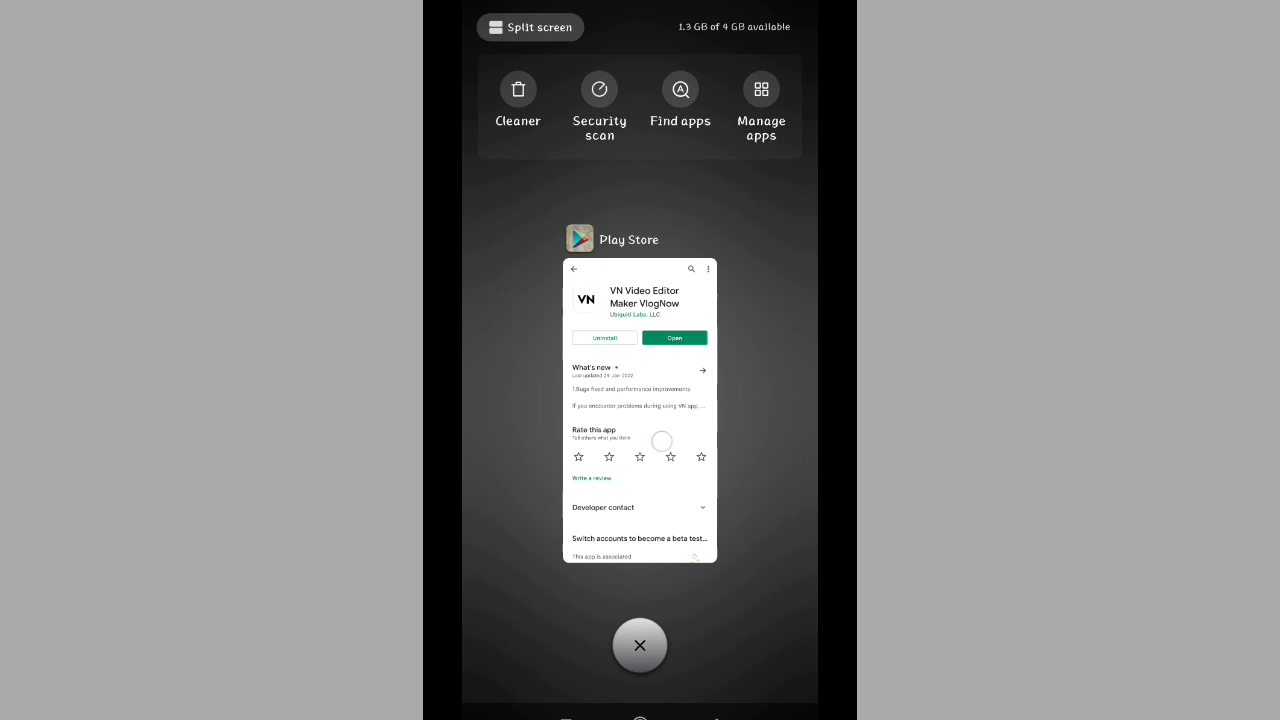 Split screen
1.3 GB of 4 GB available
Cleaner
Security scan
Find apps
Manage apps
Play Store
VN
VN Video Editor
Maker VlogNow
Ubiquiti Labs, LLC
Uninstall
Open
What's new
Last updated 24-Jan-2022
1.Bugs fixed and performance improvements
If you encounter problems during using VN app, ...
Rate this app
Tell others what you think
Write a review
Developer contact
Switch accounts to become a beta test...
This app is associated